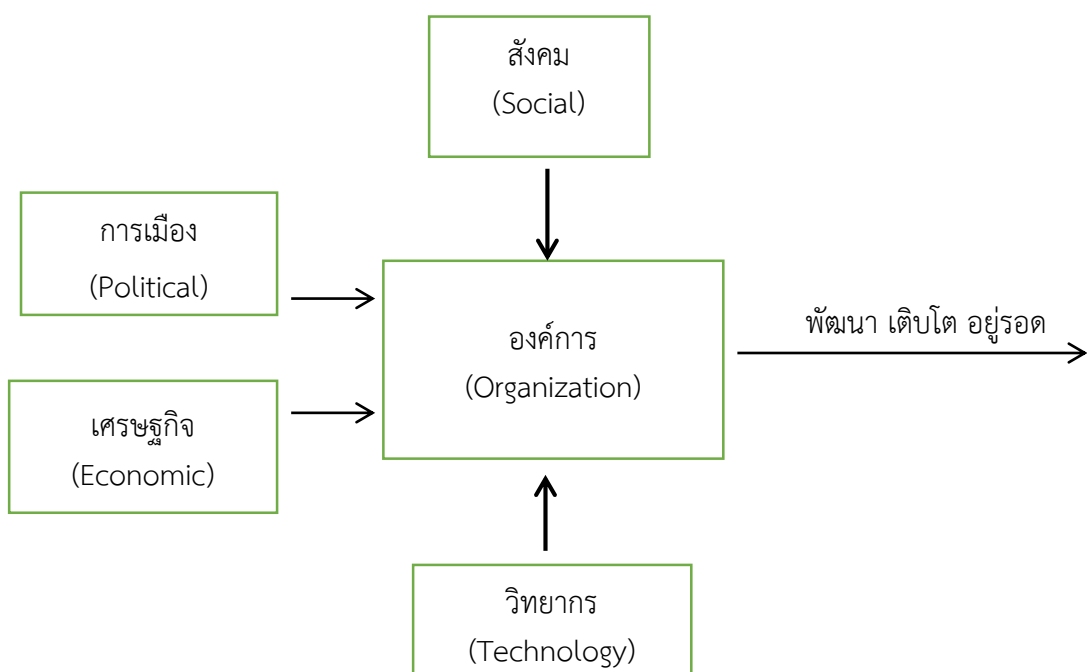 สังคม
(Social)
การเมือง
(Political)
องค์การ
(Organization)
พัฒนา เติบโต อยู่รอด
เศรษฐกิจ
(Economic)
วิทยากร
(Technology)